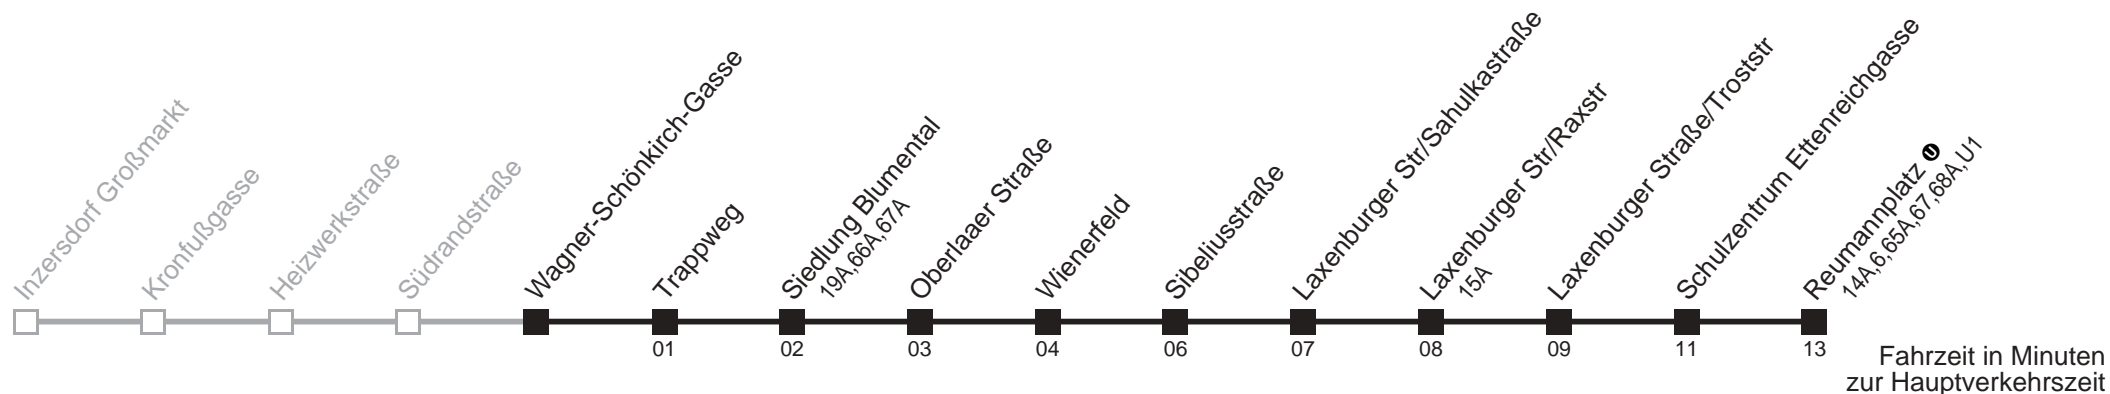 Inzersdorf Großmarkt
Kronfußgasse
Heizwerkstraße
Südrandstraße
Wagner-Schönkirch-Gasse
Trappweg
01
Siedlung Blumental
19A,66A,67A
02
Oberlaaer Straße
03
Wienerfeld
04
Sibeliusstraße
06
Laxenburger Str/Sahulkastraße
07
Laxenburger Str/Raxstr
15A
08
Laxenburger Straße/Troststr
09
Schulzentrum Ettenreichgasse
11
Reumannplatz U
14A,6,65A,67,68A,U1
13
Fahrzeit in Minuten
zur Hauptverkehrszeit